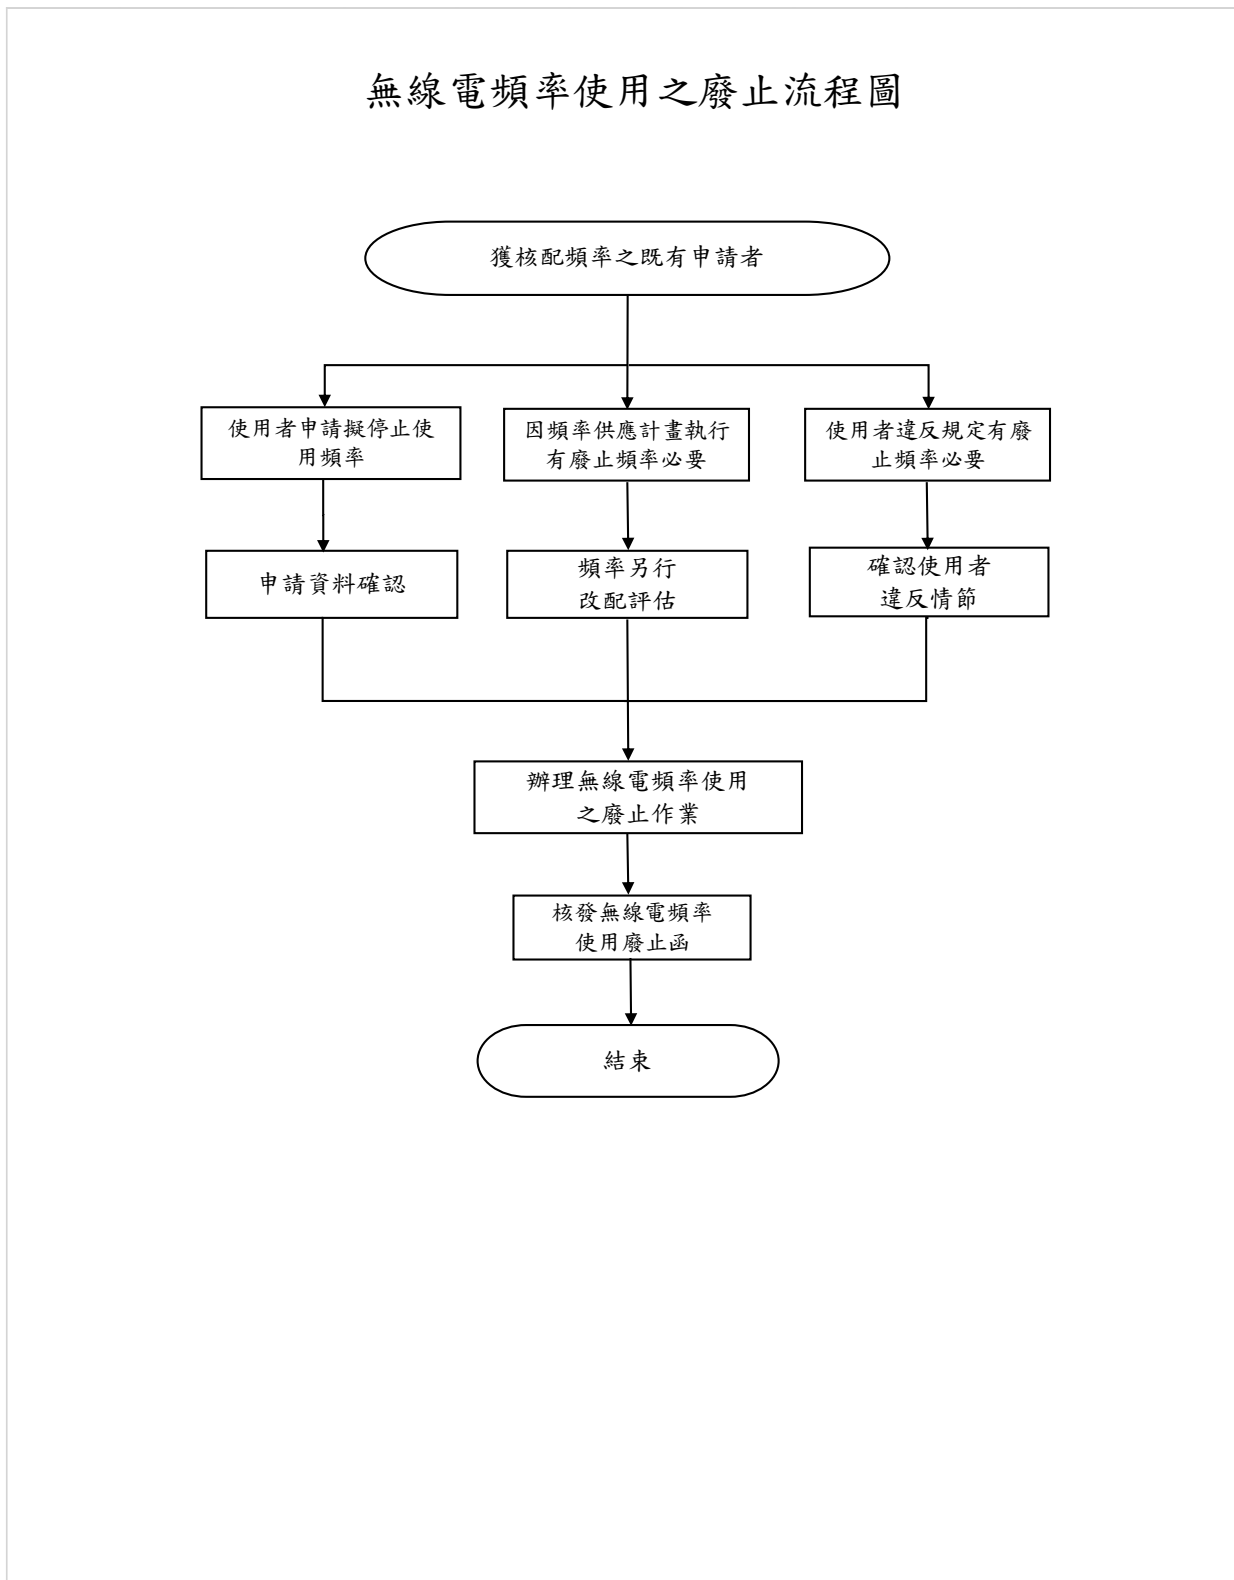 無線電頻率使用之廢止流程圖
獲核配頻率之既有申請者
使用者申請擬停止使
用頻率
因頻率供應計畫執行
有廢止頻率必要
使用者違反規定有廢
止頻率必要
申請資料確認
頻率另行
改配評估
確認使用者
違反情節
辦理無線電頻率使用
之廢止作業
核發無線電頻率
使用廢止函
結束